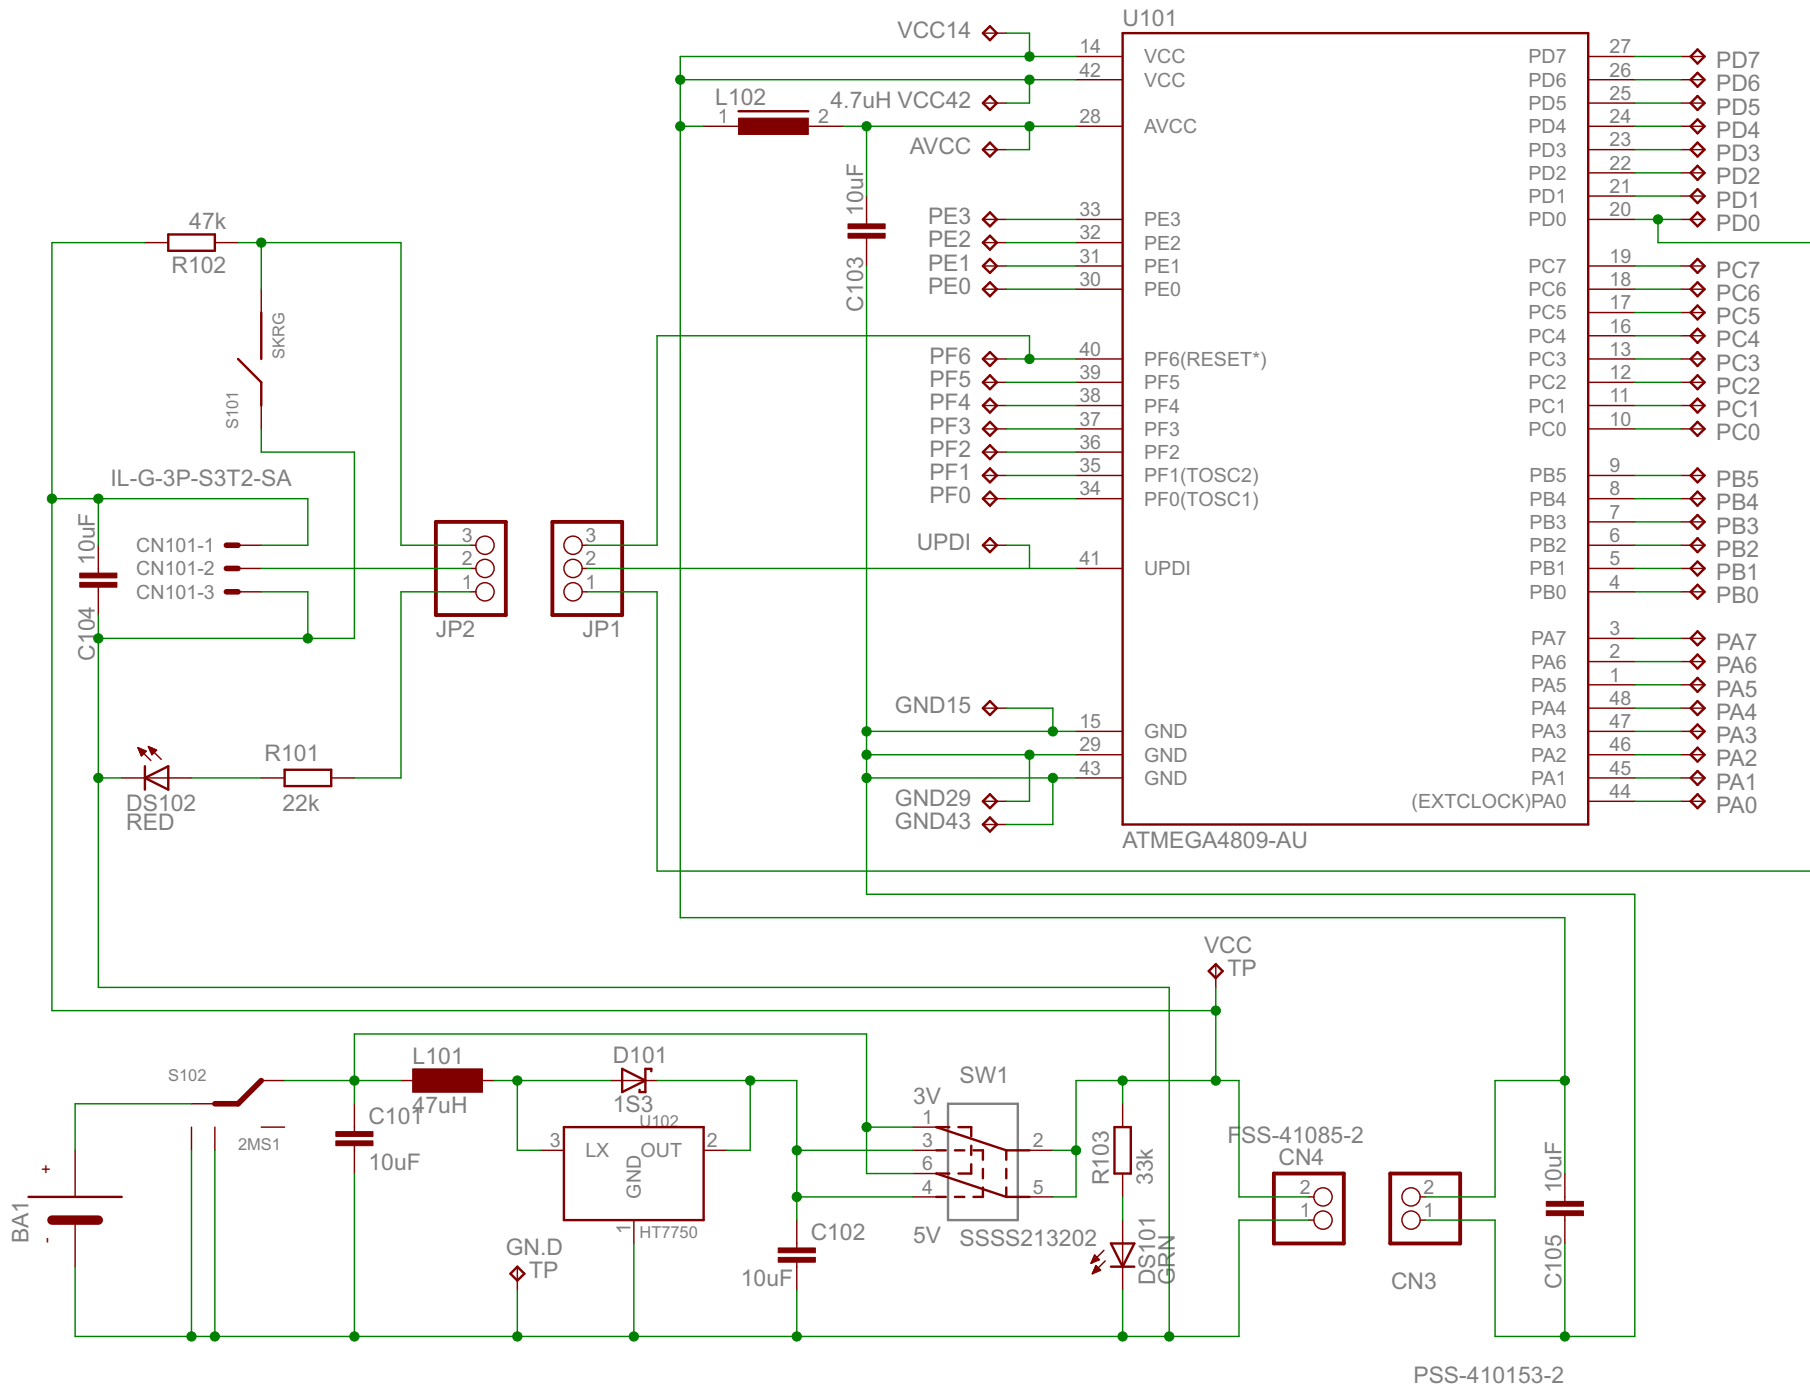 U101
VCC14
14
VCC
42
VCC
L102
4.7uH
VCC42
1
2
28
AVCC
AVCC
10uF
C103
PE3
33
PE3
PE2
32
PE2
PE1
31
PE1
PE0
30
PE0
PF6
40
PF6(RESET*)
PF5
39
PF5
PF4
38
PF4
PF3
37
PF3
PF2
36
PF2
PF1
35
PF1(TOSC2)
PF0
34
PF0(TOSC1)
UPDI
41
UPDI
GND15
15
GND
29
GND
43
GND
GND29
GND43
ATMEGA4809-AU
PD7
27
PD7
PD6
26
PD6
PD5
25
PD5
PD4
24
PD4
PD3
23
PD3
PD2
22
PD2
PD1
21
PD1
PD0
20
PD0
PC7
19
PC7
PC6
18
PC6
PC5
17
PC5
PC4
16
PC4
PC3
13
PC3
PC2
12
PC2
PC1
11
PC1
PC0
10
PC0
PB5
9
PB5
PB4
8
PB4
PB3
7
PB3
PB2
6
PB2
PB1
5
PB1
PB0
4
PB0
PA7
3
PA7
PA6
2
PA6
PA5
1
PA5
PA4
48
PA4
PA3
47
PA3
PA2
46
PA2
PA1
45
PA1
(EXTCLOCK)PA0
44
PA0
47k
R102
SKRG
S101
IL-G-3P-S3T2-SA
10uF
C104
CN101-1
CN101-2
CN101-3
3
2
1
JP2
3
2
1
JP1
R101
22k
DS102
RED
VCC
TP
S102
2MS1
+
-
BA1
L101
47uH
C101
10uF
D101
1S3
U102
3
LX
OUT
2
GND
1
HT7750
GN.D
TP
C102
10uF
SW1
3V
1
3
6
4
2
5
5V
SSSS213202
R103
33k
DS101
GRN
FSS-41085-2
CN4
2
1
2
1
CN3
10uF
C105
PSS-410153-2